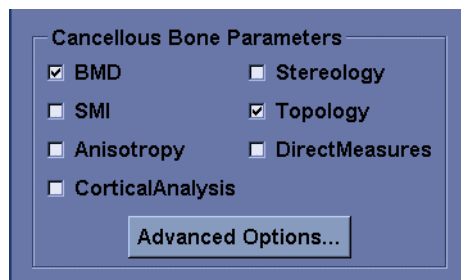 Cancellous Bone Parameters
BMD
Stereology
SMI
Topology
Anisotropy
DirectMeasures
CorticalAnalysis
Advanced Options...